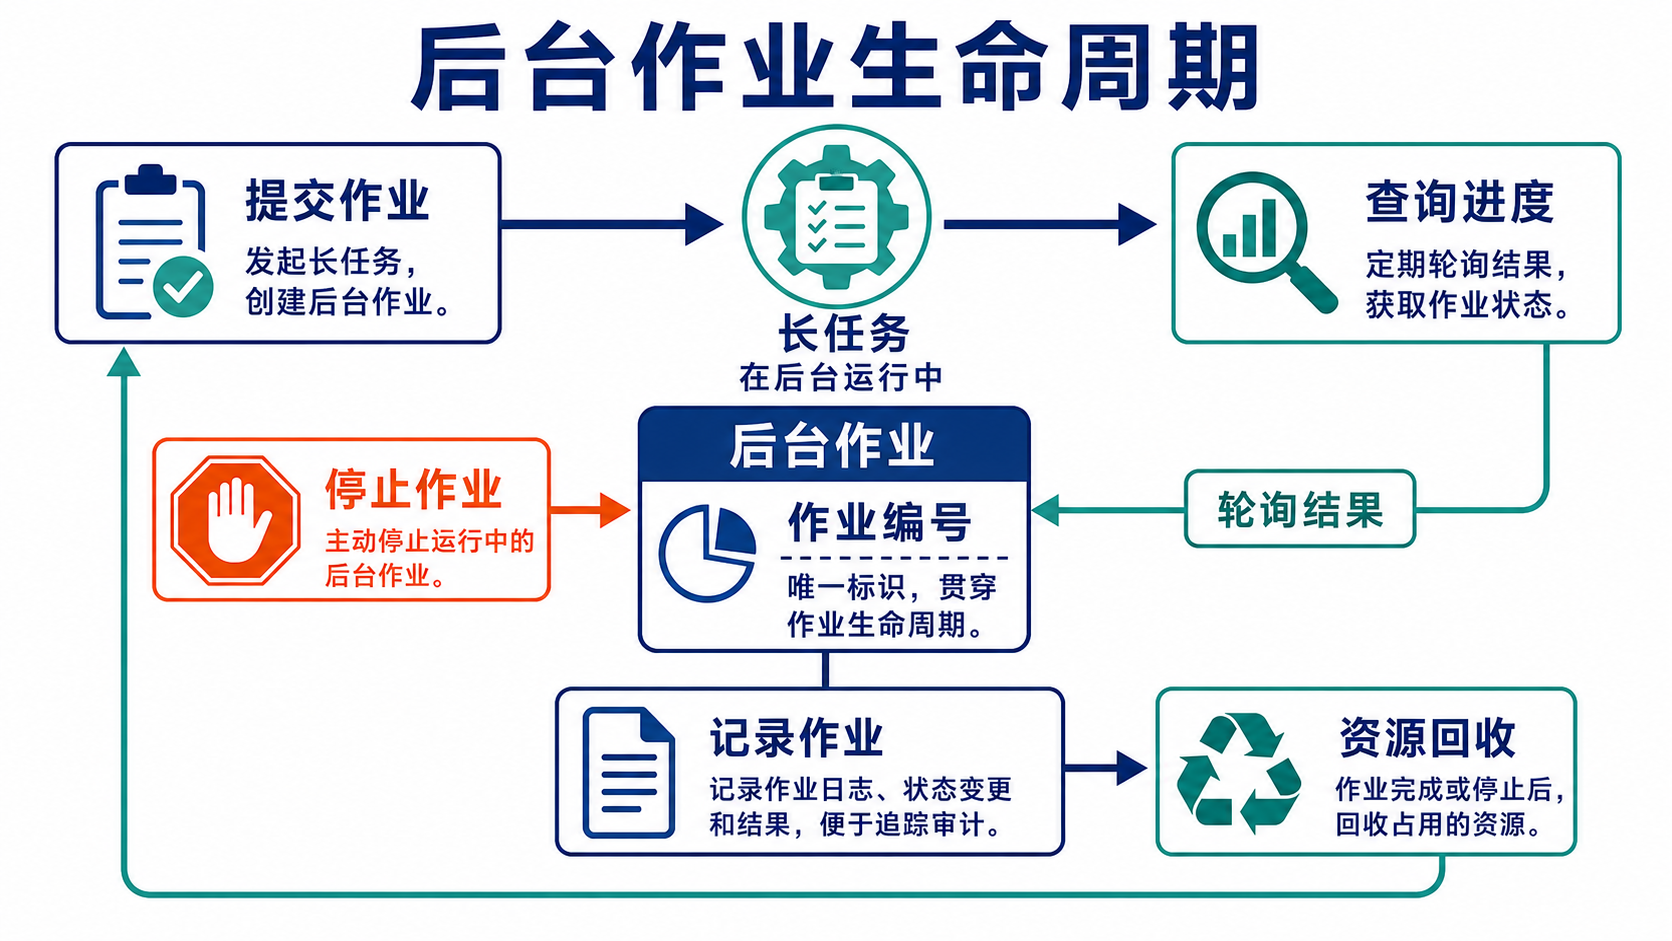 后台作业生命周期
提交作业
发起长任务，
创建后台作业。
长任务
在后台运行中
查询进度
定期轮询结果，
获取作业状态。
停止作业
主动停止运行中的
后台作业。
后台作业
作业编号
唯一标识，贯穿
作业生命周期。
轮询结果
记录作业
记录作业日志、状态变更
和结果，便于追踪审计。
资源回收
作业完成或停止后，
回收占用的资源。